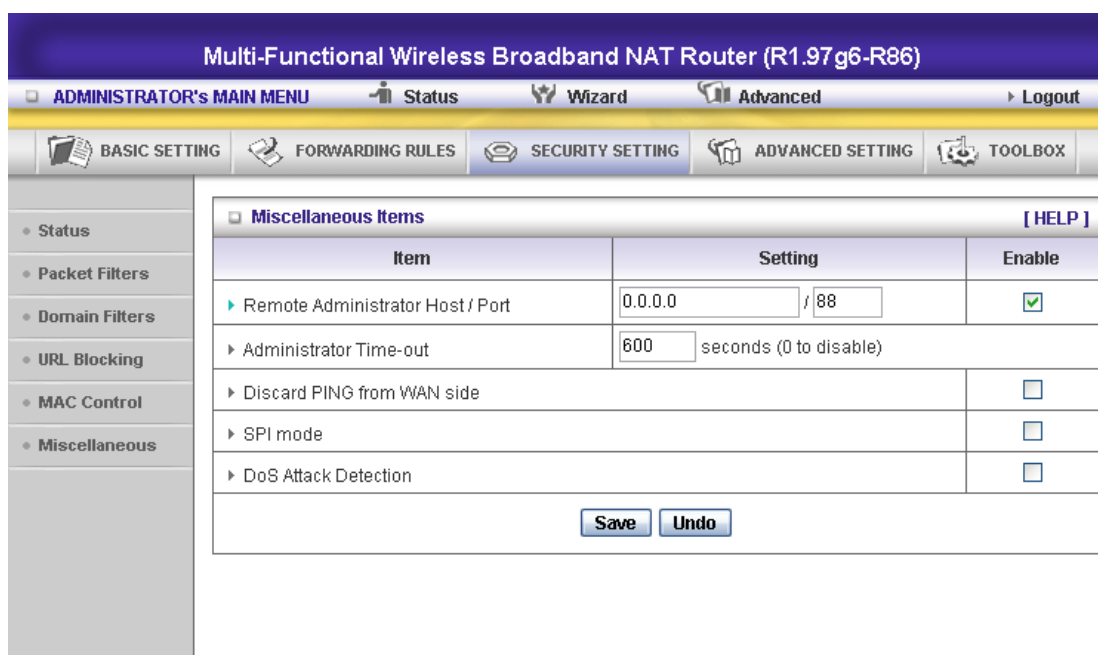 Multi-Functional Wireless Broadband NAT Router (R1.97g6-R86)
ADMINISTRATOR's MAIN MENU Status Wizard Advanced Logout
BASIC SETTING FORWARDING RULES SECURITY SETTING ADVANCED SETTING TOOLBOX
Status
Packet Filters
Domain Filters
URL Blocking
MAC Control
Miscellaneous
Miscellaneous Items [ HELP ]
Item Setting Enable
Remote Administrator Host / Port 0.0.0.0 / 88
Administrator Time-out 600 seconds (0 to disable)
Discard PING from WAN side
SPI mode
DoS Attack Detection
Save Undo